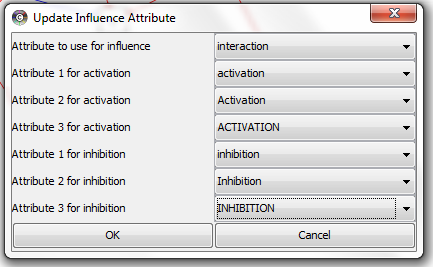 Update Influence Attribute
Attribute to use for influence interaction
Attribute 1 for activation activation
Attribute 2 for activation Activation
Attribute 3 for activation ACTIVATION
Attribute 1 for inhibition inhibition
Attribute 2 for inhibition Inhibition
Attribute 3 for inhibition INHIBITION
OK Cancel